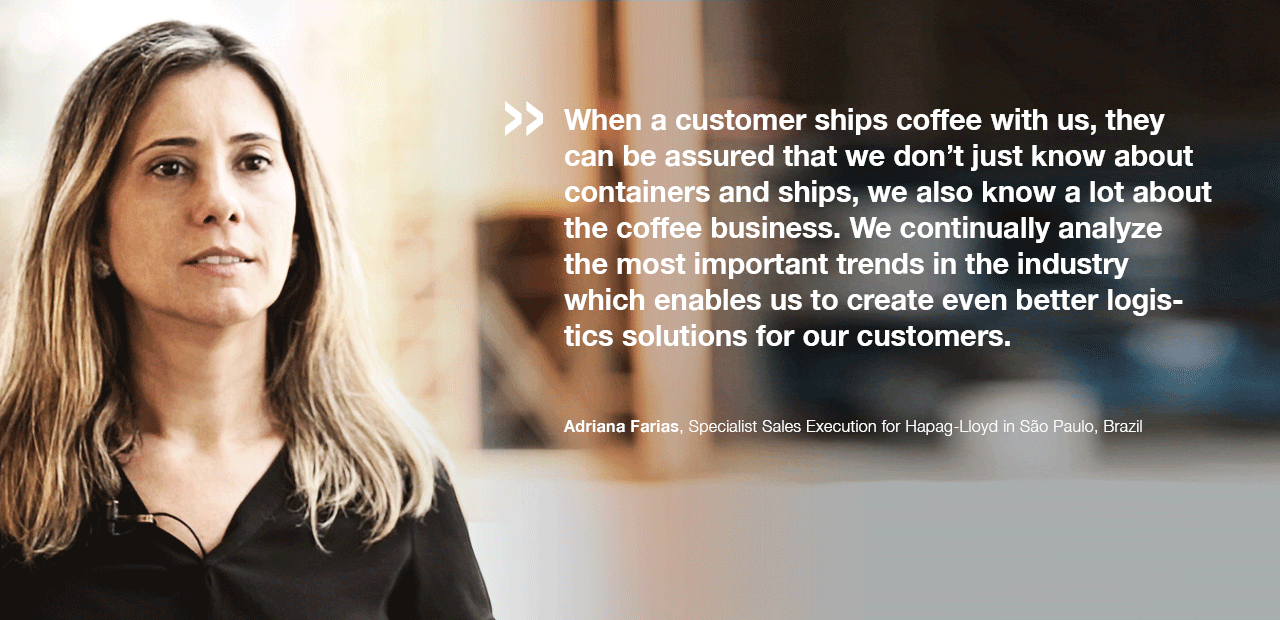 » When a customer ships coffee with us, they
can be assured that we don’t just know about
containers and ships, we also know a lot about
the coffee business. We continually analyze
the most important trends in the industry
which enables us to create even better logis-
tics solutions for our customers.
Adriana Farias, Specialist Sales Execution for Hapag-Lloyd in São Paulo, Brazil